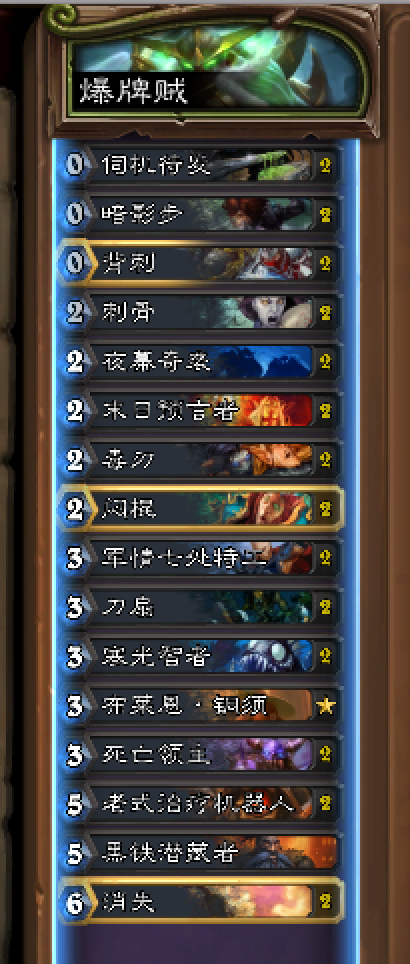 爆牌贼
0 伺机待发 2
0 暗影步 2
0 背刺 2
2 刺骨 2
2 夜幕奇袭 2
2 末日预言者 2
2 毒刃 2
2 闷棍 2
3 军情七处特工 2
3 刀扇 2
3 寒光智者 2
3 布莱恩·铜须
3 死亡领主 2
5 老式治疗机器人 2
5 黑铁潜藏者
6 消失 2